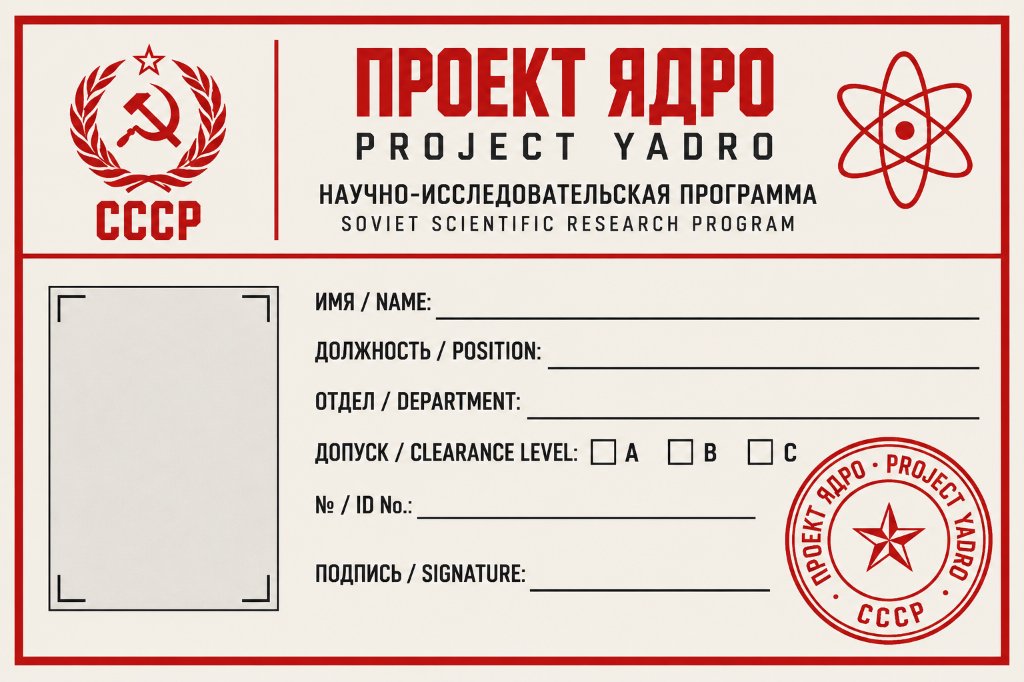 СССР
ПРОЕКТ ЯДРО
PROJECT YADRO
НАУЧНО-ИССЛЕДОВАТЕЛЬСКАЯ ПРОГРАММА
SOVIET SCIENTIFIC RESEARCH PROGRAM
ИМЯ / NAME:
ДОЛЖНОСТЬ / POSITION:
ОТДЕЛ / DEPARTMENT:
ДОПУСК / CLEARANCE LEVEL: A B C
№ / ID No.:
ПОДПИСЬ / SIGNATURE:
ПРОЕКТ ЯДРО · PROJECT YADRO · СССР ·